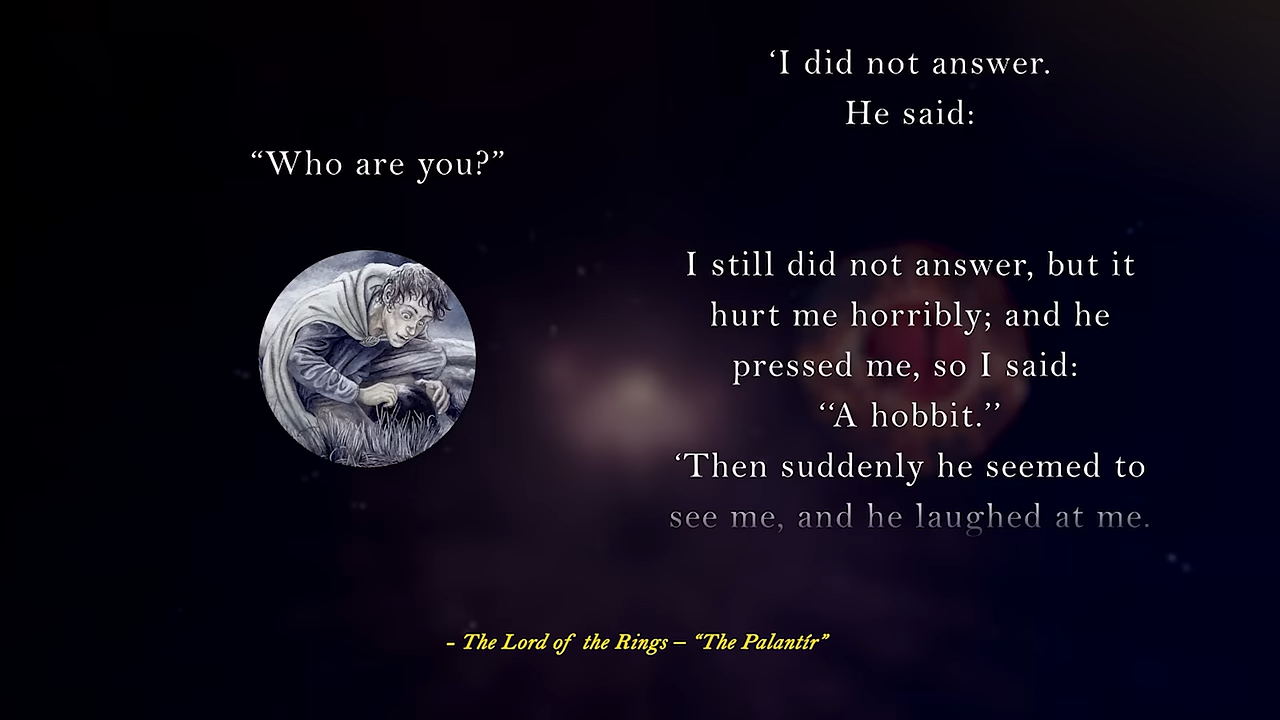 ‘I did not answer.
He said:
“Who are you?”
I still did not answer, but it
hurt me horribly; and he
pressed me, so I said:
‘‘A hobbit.’’
‘Then suddenly he seemed to
see me, and he laughed at me.
– The Lord of the Rings – “The Palantír”